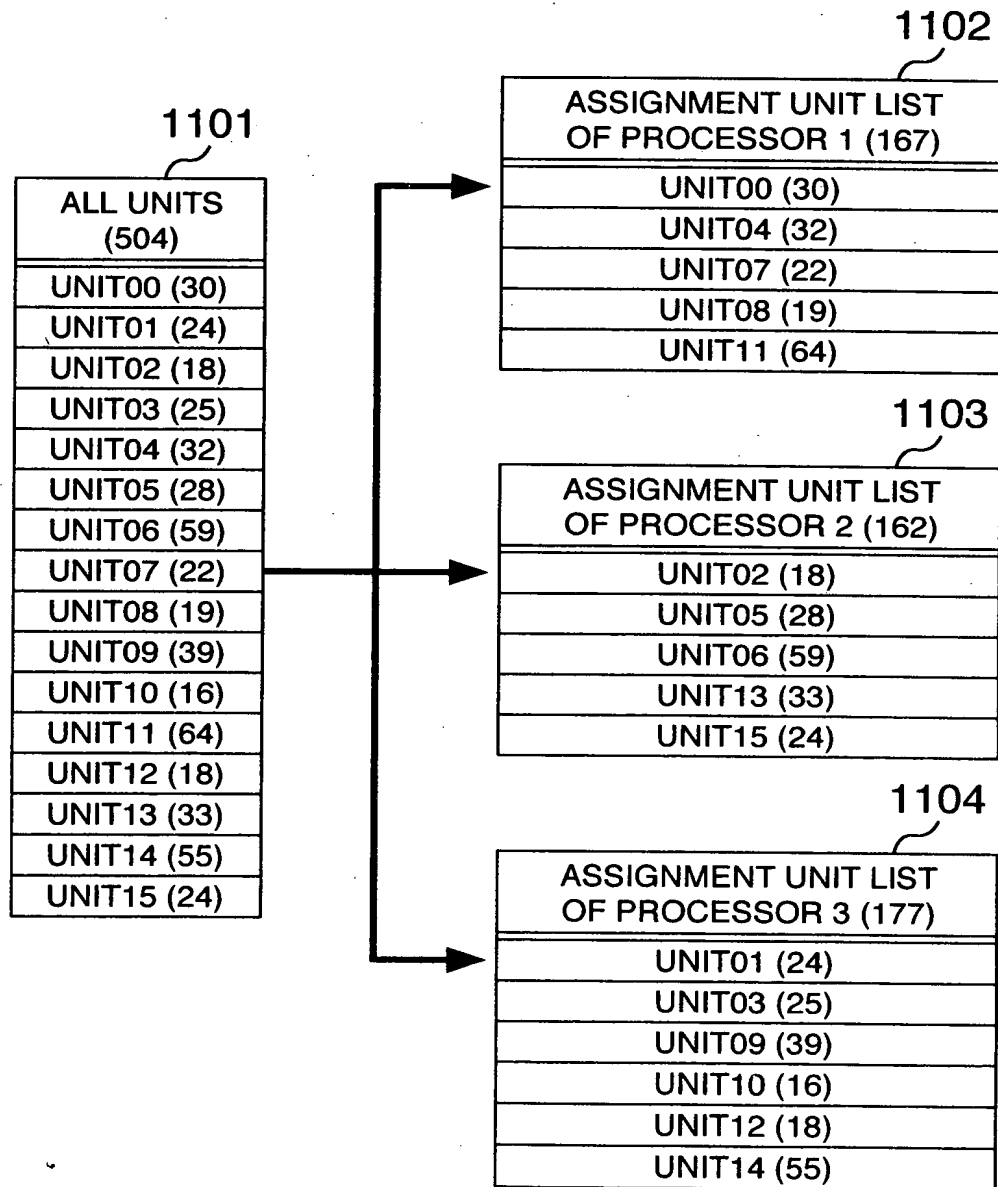 1101
ALL UNITS
(504)
UNIT00 (30)
UNIT01 (24)
UNIT02 (18)
UNIT03 (25)
UNIT04 (32)
UNIT05 (28)
UNIT06 (59)
UNIT07 (22)
UNIT08 (19)
UNIT09 (39)
UNIT10 (16)
UNIT11 (64)
UNIT12 (18)
UNIT13 (33)
UNIT14 (55)
UNIT15 (24)
1102
ASSIGNMENT UNIT LIST
OF PROCESSOR 1 (167)
UNIT00 (30)
UNIT04 (32)
UNIT07 (22)
UNIT08 (19)
UNIT11 (64)
1103
ASSIGNMENT UNIT LIST
OF PROCESSOR 2 (162)
UNIT02 (18)
UNIT05 (28)
UNIT06 (59)
UNIT13 (33)
UNIT15 (24)
1104
ASSIGNMENT UNIT LIST
OF PROCESSOR 3 (177)
UNIT01 (24)
UNIT03 (25)
UNIT09 (39)
UNIT10 (16)
UNIT12 (18)
UNIT14 (55)